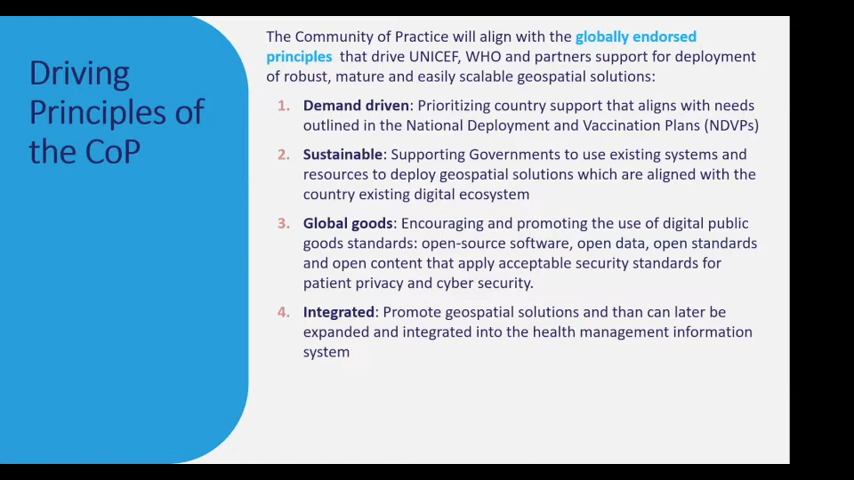 Driving
Principles of
the CoP
The Community of Practice will align with the globally endorsed
principles that drive UNICEF, WHO and partners support for deployment
of robust, mature and easily scalable geospatial solutions:
1. Demand driven: Prioritizing country support that aligns with needs
outlined in the National Deployment and Vaccination Plans (NDVPs)
2. Sustainable: Supporting Governments to use existing systems and
resources to deploy geospatial solutions which are aligned with the
country existing digital ecosystem
3. Global goods: Encouraging and promoting the use of digital public
goods standards: open-source software, open data, open standards
and open content that apply acceptable security standards for
patient privacy and cyber security.
4. Integrated: Promote geospatial solutions and than can later be
expanded and integrated into the health management information
system